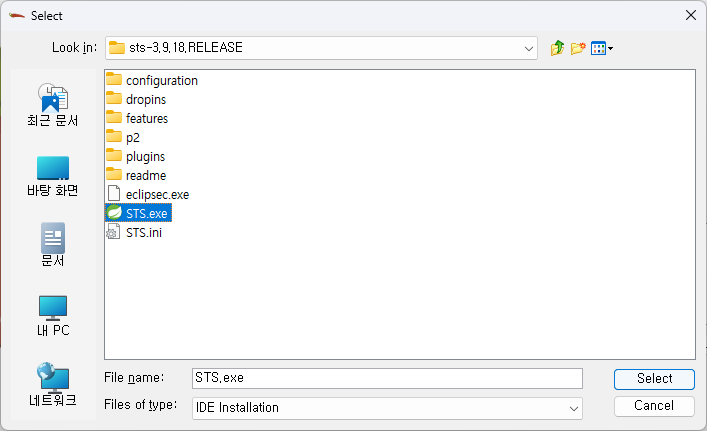 Select
Look in:
sts-3.9.18.RELEASE
최근 문서
바탕 화면
문서
내 PC
네트워크
configuration
dropins
features
p2
plugins
readme
eclipsec.exe
STS.exe
STS.ini
File name:
STS.exe
Select
Files of type:
IDE Installation
Cancel